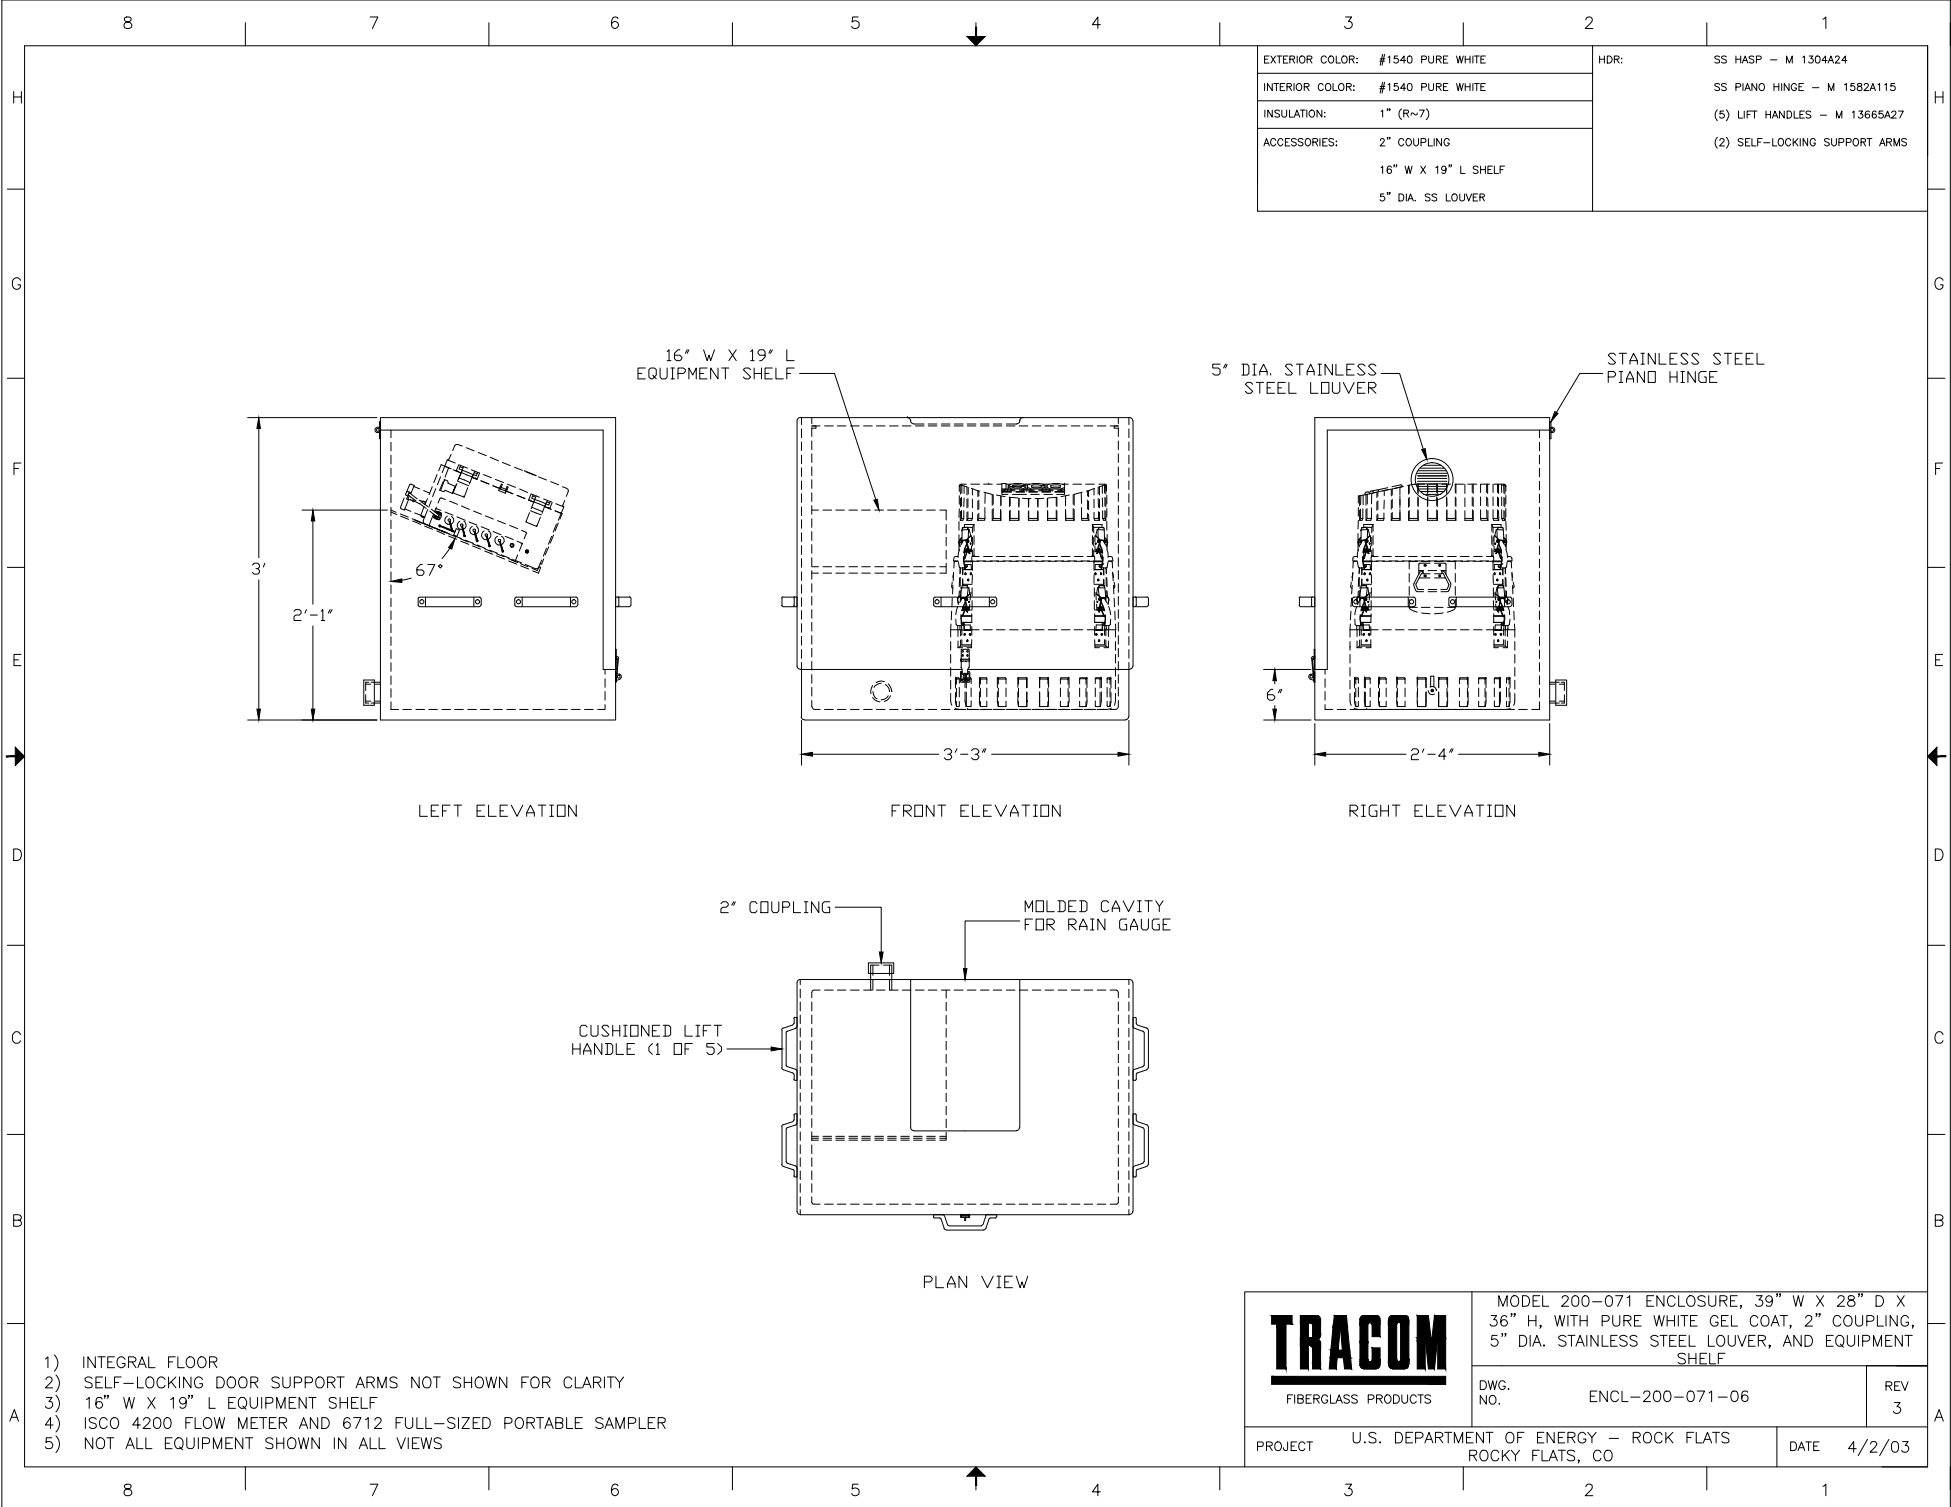 8 7 6 5 4 3 2 1
EXTERIOR COLOR: #1540 PURE WHITE
INTERIOR COLOR: #1540 PURE WHITE
INSULATION: 1" (R~7)
ACCESSORIES: 2" COUPLING
16" W X 19" L SHELF
5" DIA. SS LOUVER
HDR: SS HASP – M 1304A24
SS PIANO HINGE – M 1582A115
(5) LIFT HANDLES – M 13665A27
(2) SELF–LOCKING SUPPORT ARMS
H H
G G
F F
E E
D D
C C
B B
A A
16" W X 19" L
EQUIPMENT SHELF
5" DIA. STAINLESS
STEEL LOUVER
STAINLESS STEEL
PIANO HINGE
3'
2'-1"
67°
6"
3'-3"
2'-4"
LEFT ELEVATION
FRONT ELEVATION
RIGHT ELEVATION
2" COUPLING
MOLDED CAVITY
FOR RAIN GAUGE
CUSHIONED LIFT
HANDLE (1 OF 5)
PLAN VIEW
1) INTEGRAL FLOOR
2) SELF–LOCKING DOOR SUPPORT ARMS NOT SHOWN FOR CLARITY
3) 16" W X 19" L EQUIPMENT SHELF
4) ISCO 4200 FLOW METER AND 6712 FULL–SIZED PORTABLE SAMPLER
5) NOT ALL EQUIPMENT SHOWN IN ALL VIEWS
TRACOM
FIBERGLASS PRODUCTS
MODEL 200–071 ENCLOSURE, 39" W X 28" D X
36" H, WITH PURE WHITE GEL COAT, 2" COUPLING,
5" DIA. STAINLESS STEEL LOUVER, AND EQUIPMENT
SHELF
DWG.
NO.
ENCL–200–071–06
REV
3
PROJECT
U.S. DEPARTMENT OF ENERGY – ROCK FLATS
ROCKY FLATS, CO
DATE 4/2/03
8 7 6 5 4 3 2 1